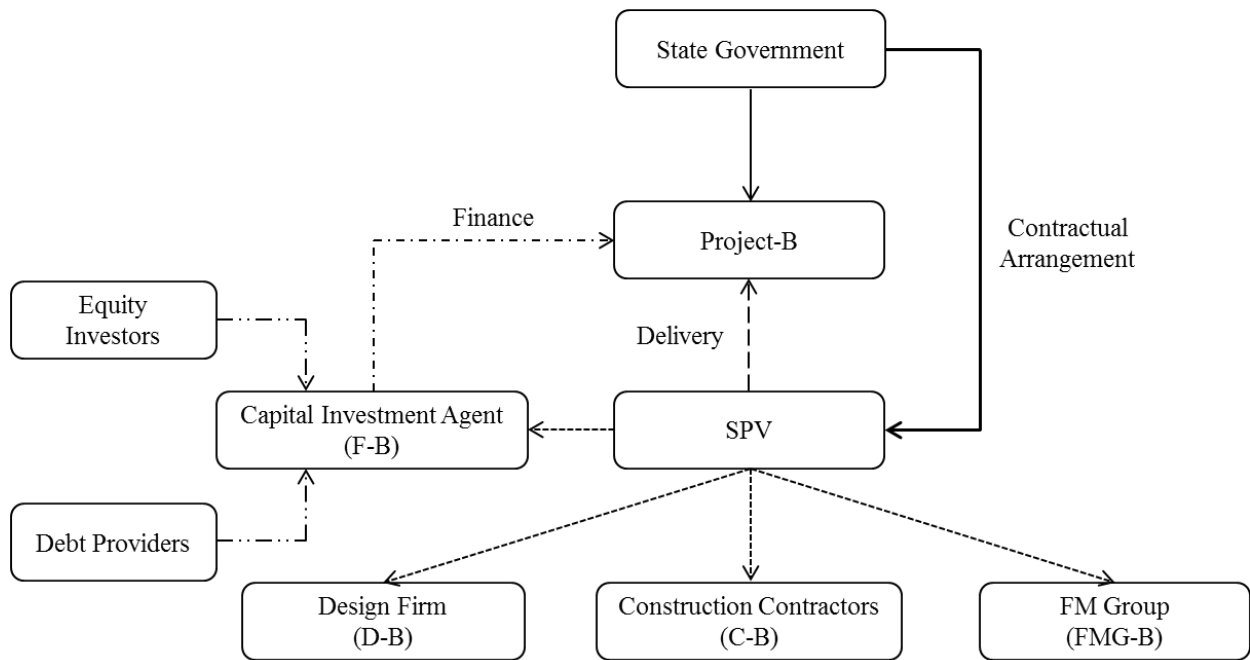 State Government
Finance
Project-B
Contractual
Arrangement
Equity
Investors
Delivery
Capital Investment Agent
(F-B)
SPV
Debt Providers
Design Firm
(D-B)
Construction Contractors
(C-B)
FM Group
(FMG-B)